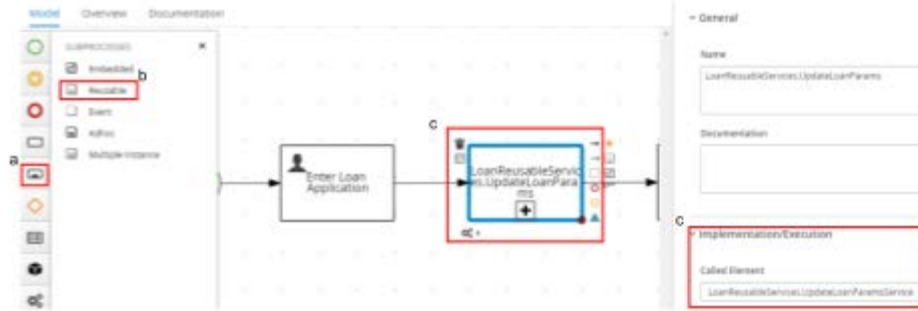 Model Overview Documentation
SUBPROCESSES
Embedded
b
Reusable
Event
AdHoc
Multiple Instance
a
c
Enter Loan
Application
LoanReusableServic
es.UpdateLoanPara
ms
General
Name
LoanReusableServices.UpdateLoanParams
Documentation
c
Implementation/Execution
Called Element
LoanReusableServices.UpdateLoanParamsService